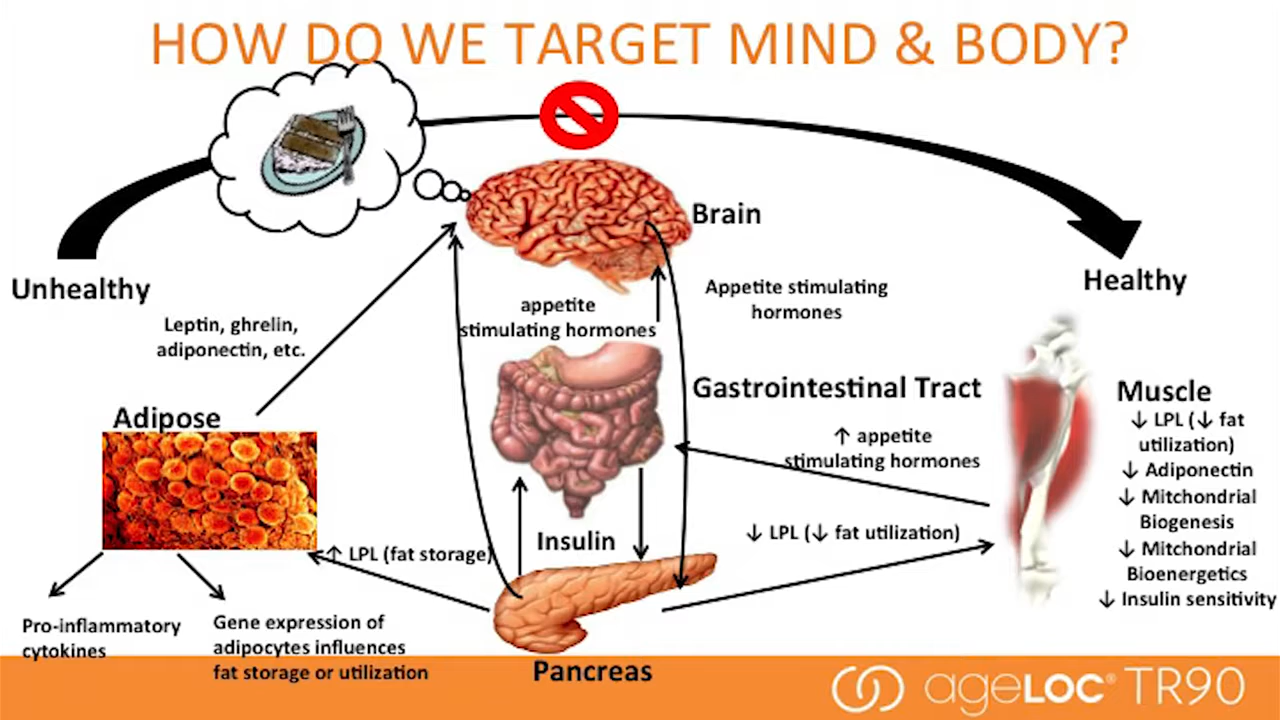 HOW DO WE TARGET MIND & BODY?
Brain
Unhealthy
Healthy
Leptin, ghrelin,
adiponectin, etc.
appetite
stimulating hormones
Appetite stimulating
hormones
Adipose
Gastrointestinal Tract
Muscle
↓ LPL (↓ fat
utilization)
↓ Adiponectin
↓ Mitchondrial
Biogenesis
↓ Mitchondrial
Bioenergetics
↓ Insulin sensitivity
↑ appetite
stimulating hormones
Insulin
↓ LPL (↓ fat utilization)
↑ LPL (fat storage)
Pro-inflammatory
cytokines
Gene expression of
adipocytes influences
fat storage or utilization
Pancreas
ageLOC® TR90